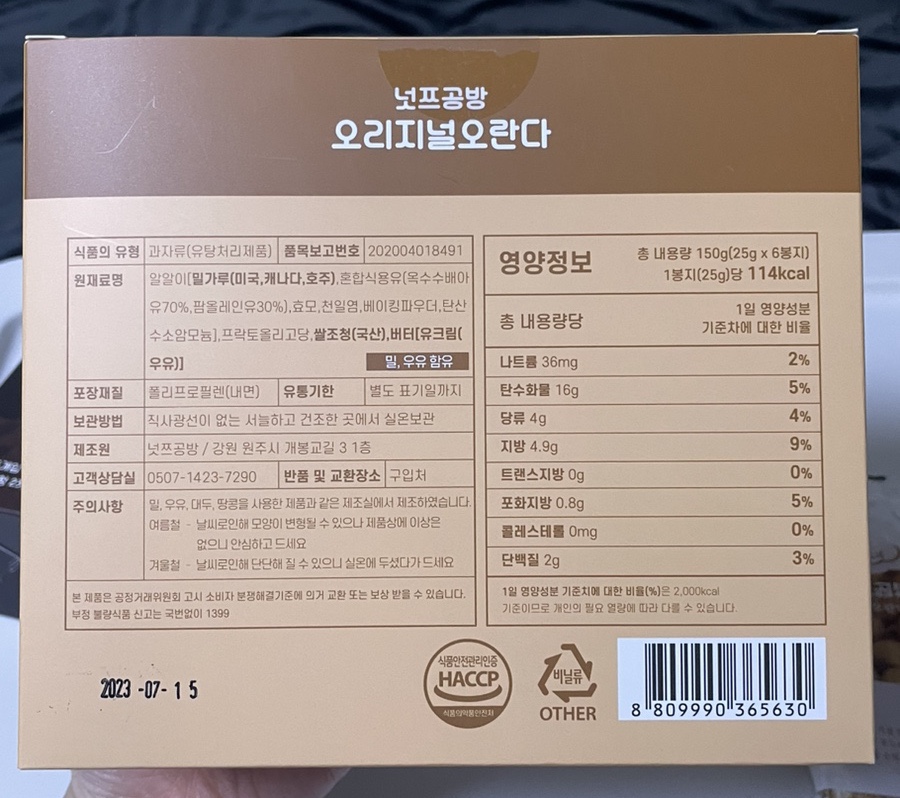 넛쯔공방
오리지널오란다
식품의 유형 과자류(유탕처리제품) 품목보고번호 202004018491
원재료명 알알이[밀가루(미국,캐나다,호주),혼합식용유(옥수수배아
유70%,팜올레인유30%),효모,천일염,베이킹파우더,탄산
수소암모늄],프락토올리고당,쌀조청(국산),버터[유크림(
우유)]
밀, 우유 함유
포장재질 폴리프로필렌(내면) 유통기한 별도 표기일까지
보관방법 직사광선이 없는 서늘하고 건조한 곳에서 실온보관
제조원 넛쯔공방 / 강원 원주시 개봉교길 3 1층
고객상담실 0507-1423-7290 반품 및 교환장소 구입처
주의사항 밀, 우유, 대두, 땅콩을 사용한 제품과 같은 제조실에서 제조하였습니다.
여름철 - 날씨로인해 모양이 변형될 수 있으나 제품상에 이상은
없으니 안심하고 드세요
겨울철 - 날씨로인해 단단해 질 수 있으니 실온에 두셨다가 드세요
본 제품은 공정거래위원회 고시 소비자 분쟁해결기준에 의거 교환 또는 보상 받을 수 있습니다.
부정 불량식품 신고는 국번없이 1399
영양정보
총 내용량 150g(25g x 6봉지)
1봉지(25g)당 114kcal
총 내용량당
1일 영양성분
기준치에 대한 비율
나트륨 36mg 2%
탄수화물 16g 5%
당류 4g 4%
지방 4.9g 9%
트랜스지방 0g 0%
포화지방 0.8g 5%
콜레스테롤 0mg 0%
단백질 2g 3%
1일 영양성분 기준치에 대한 비율(%)은 2,000kcal
기준이므로 개인의 필요 열량에 따라 다를 수 있습니다.
2023 -07- 1 5
식품안전관리인증
HACCP
식품의약품안전처
비닐류
OTHER
8 809990 365630